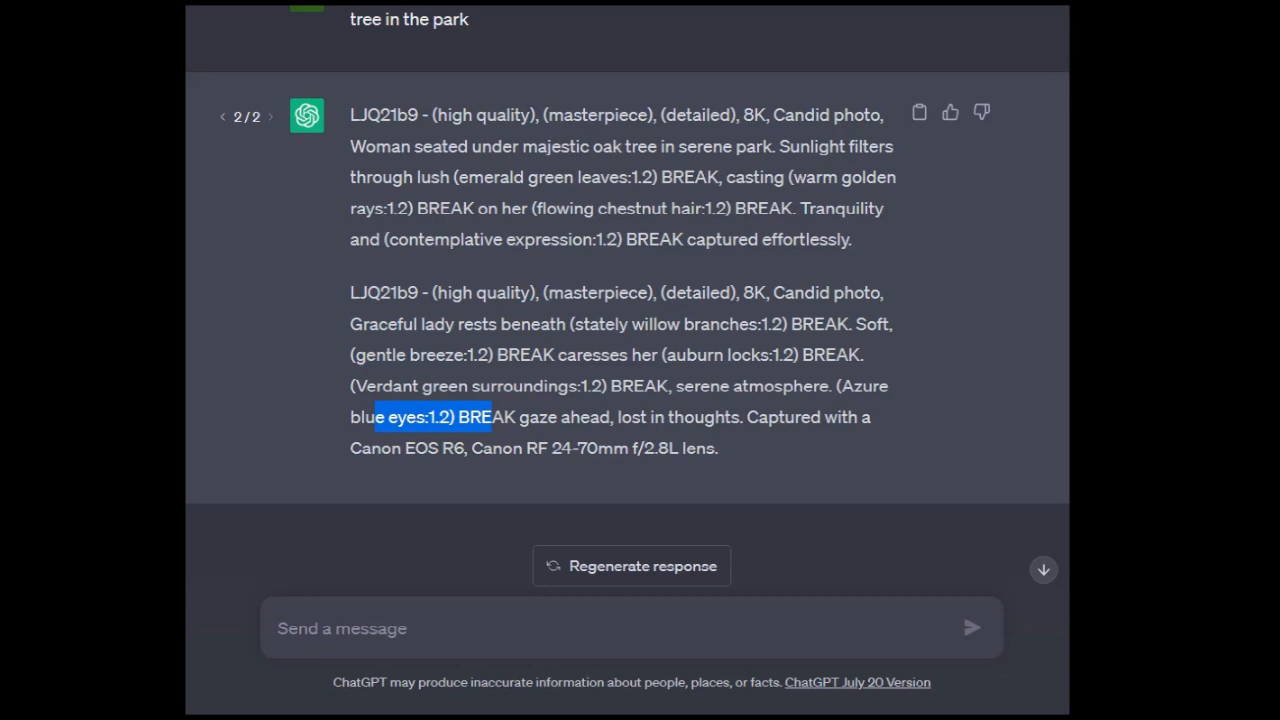 tree in the park
< 2/2 >
LJQ21b9 - (high quality), (masterpiece), (detailed), 8K, Candid photo,
Woman seated under majestic oak tree in serene park. Sunlight filters
through lush (emerald green leaves:1.2) BREAK, casting (warm golden
rays:1.2) BREAK on her (flowing chestnut hair:1.2) BREAK. Tranquility
and (contemplative expression:1.2) BREAK captured effortlessly.
LJQ21b9 - (high quality), (masterpiece), (detailed), 8K, Candid photo,
Graceful lady rests beneath (stately willow branches:1.2) BREAK. Soft,
(gentle breeze:1.2) BREAK caresses her (auburn locks:1.2) BREAK.
(Verdant green surroundings:1.2) BREAK, serene atmosphere. (Azure
blue eyes:1.2) BREAK gaze ahead, lost in thoughts. Captured with a
Canon EOS R6, Canon RF 24-70mm f/2.8L lens.
Regenerate response
Send a message
ChatGPT may produce inaccurate information about people, places, or facts. ChatGPT July 20 Version